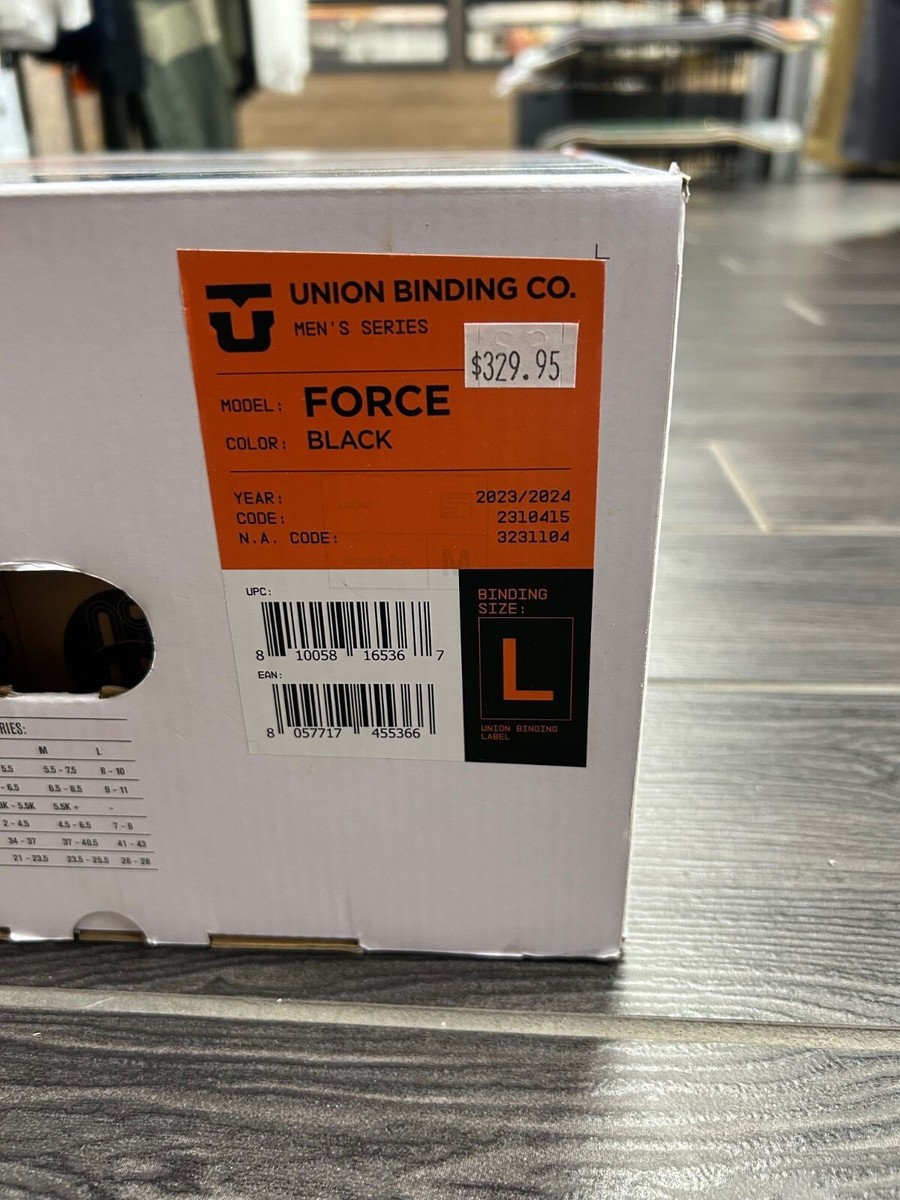 UNION BINDING CO.
MEN'S SERIES
$329.95
MODEL: FORCE
COLOR: BLACK
YEAR: 2023/2024
CODE: 2310415
N.A. CODE: 3231104
UPC:
8 10058 16536 7
EAN:
8 057717 455366
BINDING
SIZE:
L
UNION BINDING
LABEL
RIES:
M L
5.5 5.5 - 7.5 8 - 10
- 6.5 6.5 - 8.5 9 - 11
- 5.5K 5.5K + -
2 - 4.5 4.5 - 6.5 7 - 9
34 - 37 37 - 40.5 41 - 43
21 - 23.5 23.5 - 25.5 26 - 28